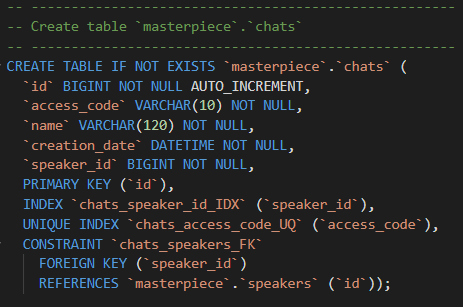 -- -----------------------------------------------------
-- Create table `masterpiece`.`chats`
-- -----------------------------------------------------
CREATE TABLE IF NOT EXISTS `masterpiece`.`chats` (
  `id` BIGINT NOT NULL AUTO_INCREMENT,
  `access_code` VARCHAR(10) NOT NULL,
  `name` VARCHAR(120) NOT NULL,
  `creation_date` DATETIME NOT NULL,
  `speaker_id` BIGINT NOT NULL,
  PRIMARY KEY (`id`),
  INDEX `chats_speaker_id_IDX` (`speaker_id`),
  UNIQUE INDEX `chats_access_code_UQ` (`access_code`),
  CONSTRAINT `chats_speakers_FK`
    FOREIGN KEY (`speaker_id`)
    REFERENCES `masterpiece`.`speakers` (`id`));